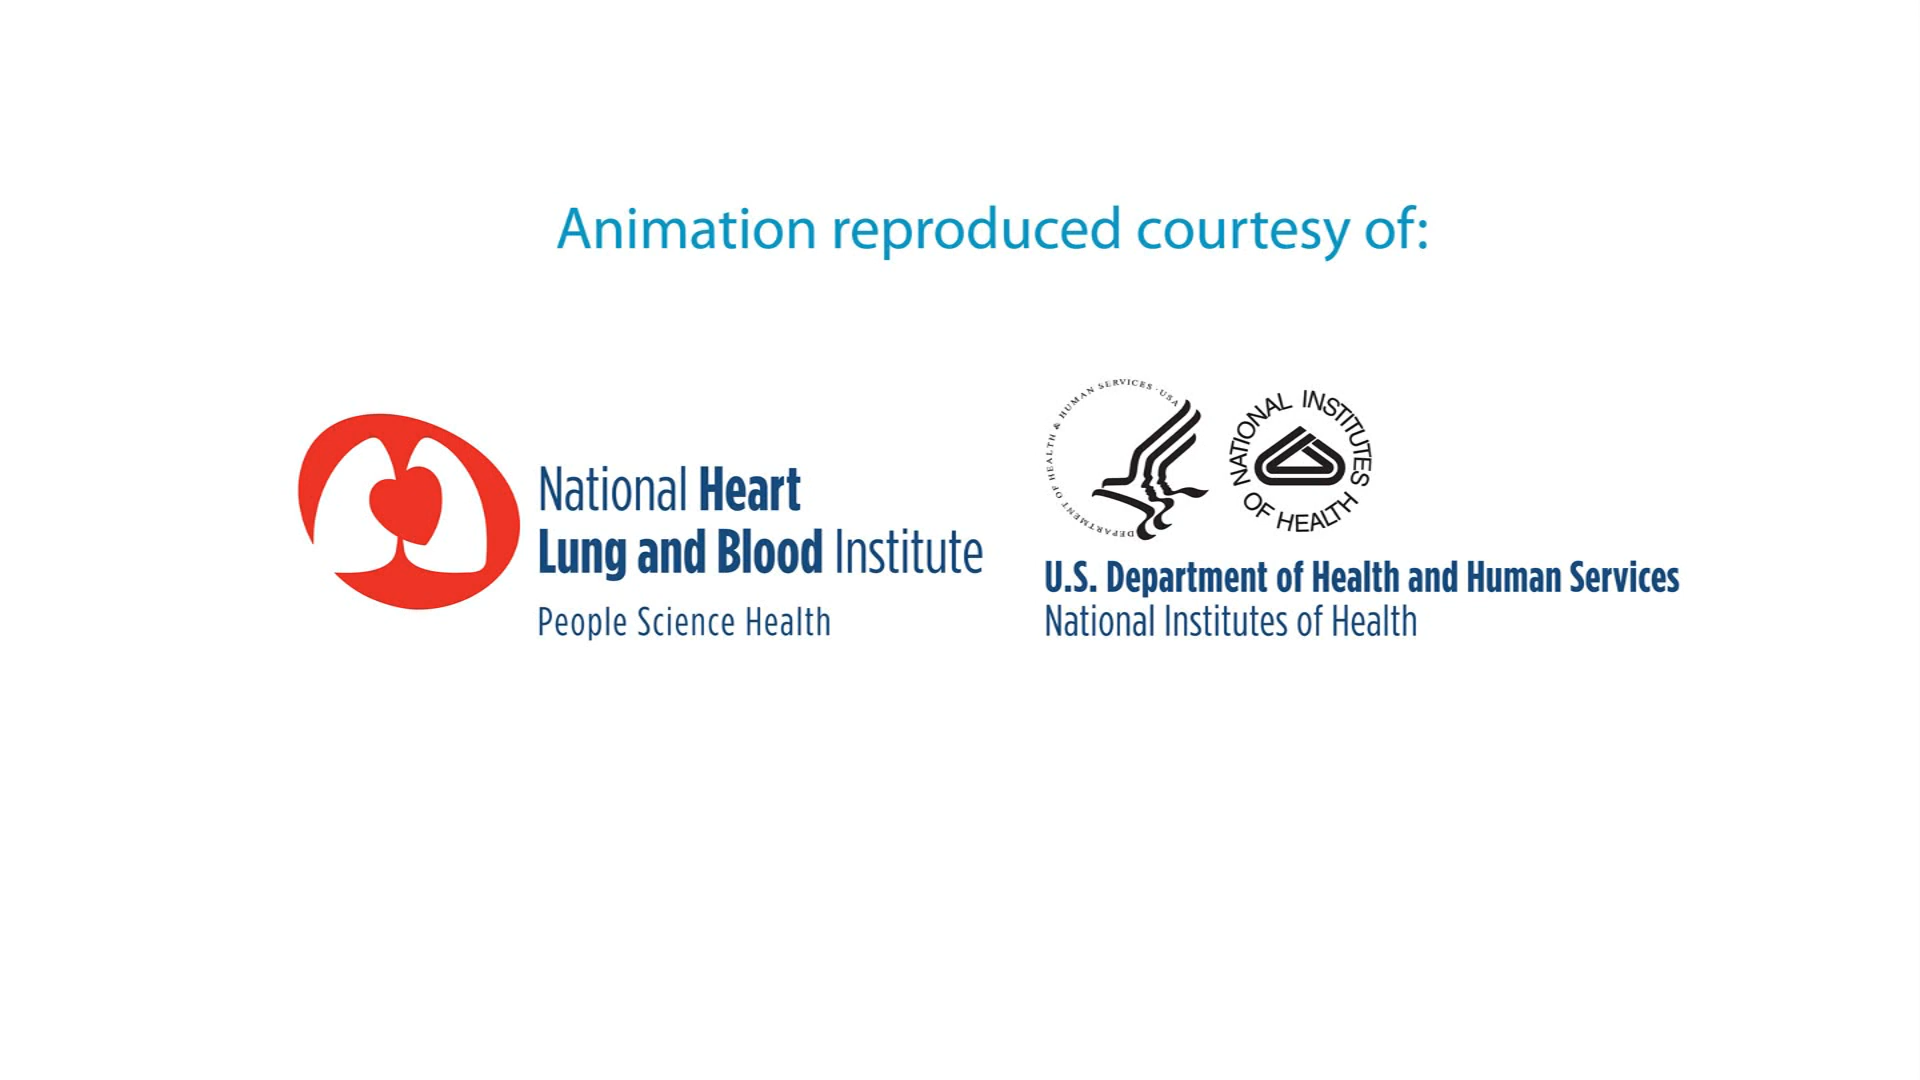 Animation reproduced courtesy of:
National Heart
Lung and Blood Institute
People Science Health
DEPARTMENT OF HEALTH & HUMAN SERVICES · USA
NATIONAL INSTITUTES
OF HEALTH
U.S. Department of Health and Human Services
National Institutes of Health